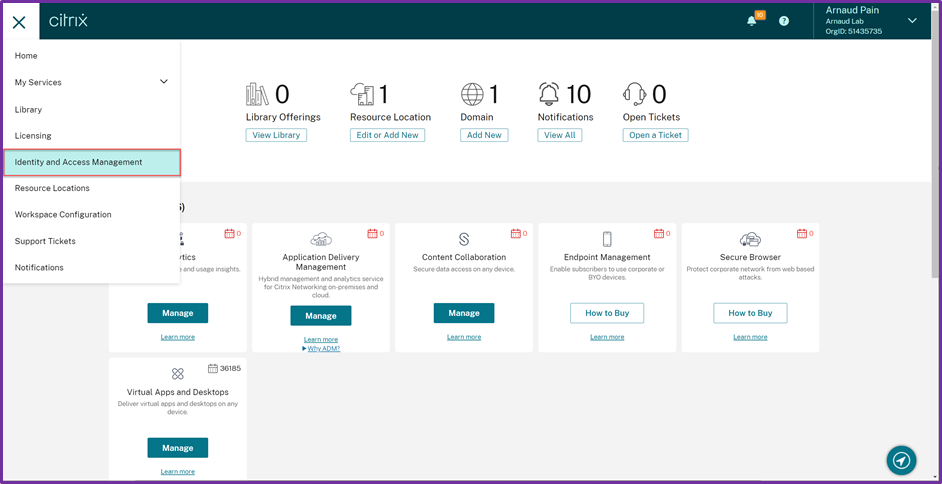 citrix
10
Arnaud Pain
Arnaud Lab
OrgID: 51435735
Home
My Services
Library
Licensing
Identity and Access Management
Resource Locations
Workspace Configuration
Support Tickets
Notifications
0
Library Offerings
View Library
1
Resource Location
Edit or Add New
1
Domain
Add New
10
Notifications
View All
0
Open Tickets
Open a Ticket
0
and usage insights.
Manage
Learn more
0
Application Delivery
Management
Hybrid management and analytics service
for Citrix Networking on-premises and
cloud.
Manage
Learn more
Why ADM?
0
Content Collaboration
Secure data access on any device.
Manage
Learn more
0
Endpoint Management
Enable subscribers to use corporate or
BYO devices.
How to Buy
Learn more
0
Secure Browser
Protect corporate network from web based
attacks.
How to Buy
Learn more
36185
Virtual Apps and Desktops
Deliver virtual apps and desktops on any
device.
Manage
Learn more